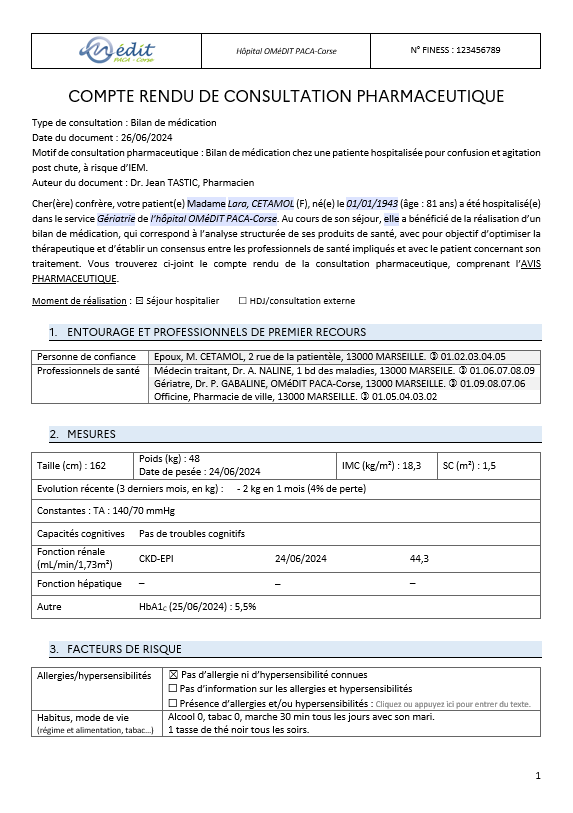 Médit
PACA - Corse
Hôpital OMéDIT PACA-Corse
N° FINESS : 123456789
COMPTE RENDU DE CONSULTATION PHARMACEUTIQUE
Type de consultation : Bilan de médication
Date du document : 26/06/2024
Motif de consultation pharmaceutique : Bilan de médication chez une patiente hospitalisée pour confusion et agitation
post chute, à risque d’IEM.
Auteur du document : Dr. Jean TASTIC, Pharmacien
Cher(ère) confrère, votre patient(e) Madame Lara, CETAMOL (F), né(e) le 01/01/1943 (âge : 81 ans) a été hospitalisé(e)
dans le service Gériatrie de l’hôpital OMéDIT PACA-Corse. Au cours de son séjour, elle a bénéficié de la réalisation d’un
bilan de médication, qui correspond à l’analyse structurée de ses produits de santé, avec pour objectif d’optimiser la
thérapeutique et d’établir un consensus entre les professionnels de santé impliqués et avec le patient concernant son
traitement. Vous trouverez ci-joint le compte rendu de la consultation pharmaceutique, comprenant l’AVIS
PHARMACEUTIQUE.
Moment de réalisation : ☒ Séjour hospitalier ☐ HDJ/consultation externe
1. ENTOURAGE ET PROFESSIONNELS DE PREMIER RECOURS
Personne de confiance Epoux, M. CETAMOL, 2 rue de la patientèle, 13000 MARSEILLE. ✆ 01.02.03.04.05
Professionnels de santé Médecin traitant, Dr. A. NALINE, 1 bd des maladies, 13000 MARSEILLE. ✆ 01.06.07.08.09
Gériatre, Dr. P. GABALINE, OMéDIT PACA-Corse, 13000 MARSEILLE. ✆ 01.09.08.07.06
Officine, Pharmacie de ville, 13000 MARSEILLE. ✆ 01.05.04.03.02
2. MESURES
Taille (cm) : 162 Poids (kg) : 48 IMC (kg/m²) : 18,3 SC (m²) : 1,5
Date de pesée : 24/06/2024
Evolution récente (3 derniers mois, en kg) : - 2 kg en 1 mois (4% de perte)
Constantes : TA : 140/70 mmHg
Capacités cognitives Pas de troubles cognitifs
Fonction rénale CKD-EPI 24/06/2024 44,3
(mL/min/1,73m²)
Fonction hépatique – – –
Autre HbA1c (25/06/2024) : 5,5%
3. FACTEURS DE RISQUE
Allergies/hypersensibilités ☒ Pas d’allergie ni d’hypersensibilité connues
☐ Pas d’information sur les allergies et hypersensibilités
☐ Présence d’allergies et/ou hypersensibilités : Cliquez ou appuyez ici pour entrer du texte.
Habitus, mode de vie Alcool 0, tabac 0, marche 30 min tous les jours avec son mari.
(régime et alimentation, tabac…) 1 tasse de thé noir tous les soirs.
1